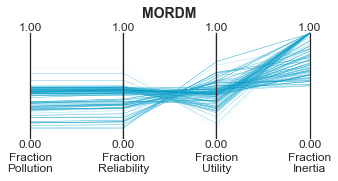 MORDM
1.00 1.00 1.00 1.00
0.00 0.00 0.00 0.00
Fraction Fraction Fraction Fraction
Pollution Reliability Utility Inertia